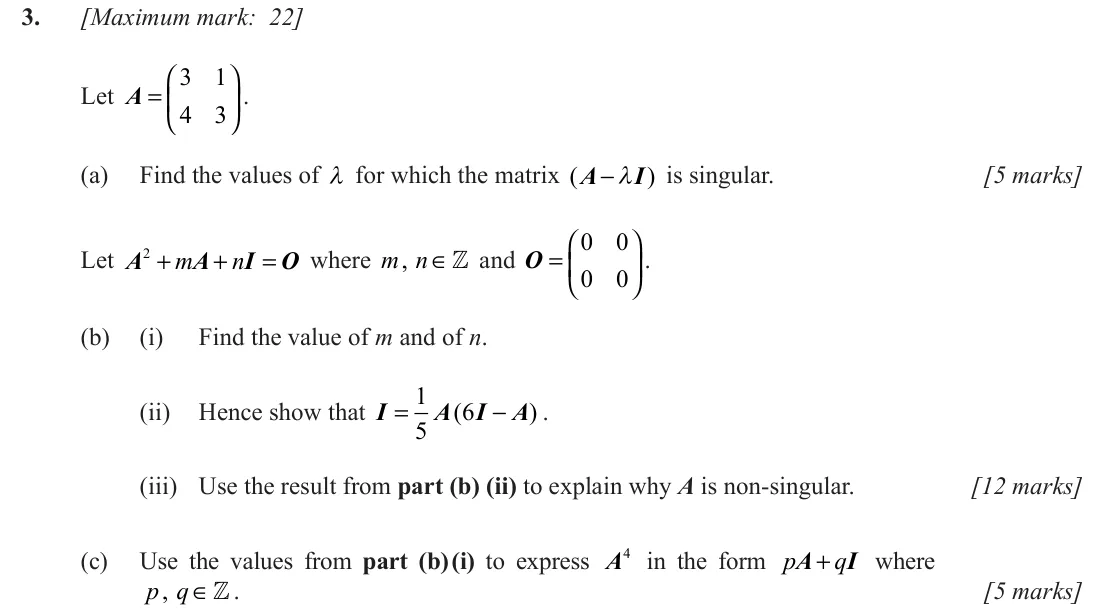 3. [Maximum mark: 22]
Let A = (3 1
4 3).
(a) Find the values of λ for which the matrix (A − λI) is singular. [5 marks]
Let A² + mA + nI = O where m, n ∈ ℤ and O = (0 0
0 0).
(b) (i) Find the value of m and of n.
(ii) Hence show that I = 1/5 A(6I − A).
(iii) Use the result from part (b) (ii) to explain why A is non-singular. [12 marks]
(c) Use the values from part (b)(i) to express A⁴ in the form pA + qI where
p, q ∈ ℤ. [5 marks]